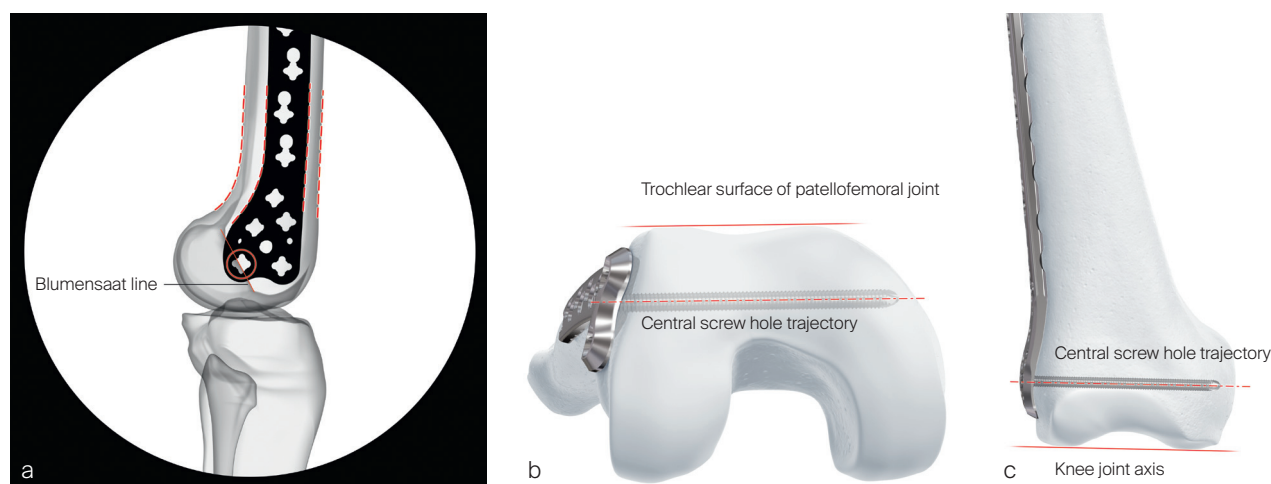 Blumensaat line
a
Trochlear surface of patellofemoral joint
Central screw hole trajectory
b
Central screw hole trajectory
Knee joint axis
c